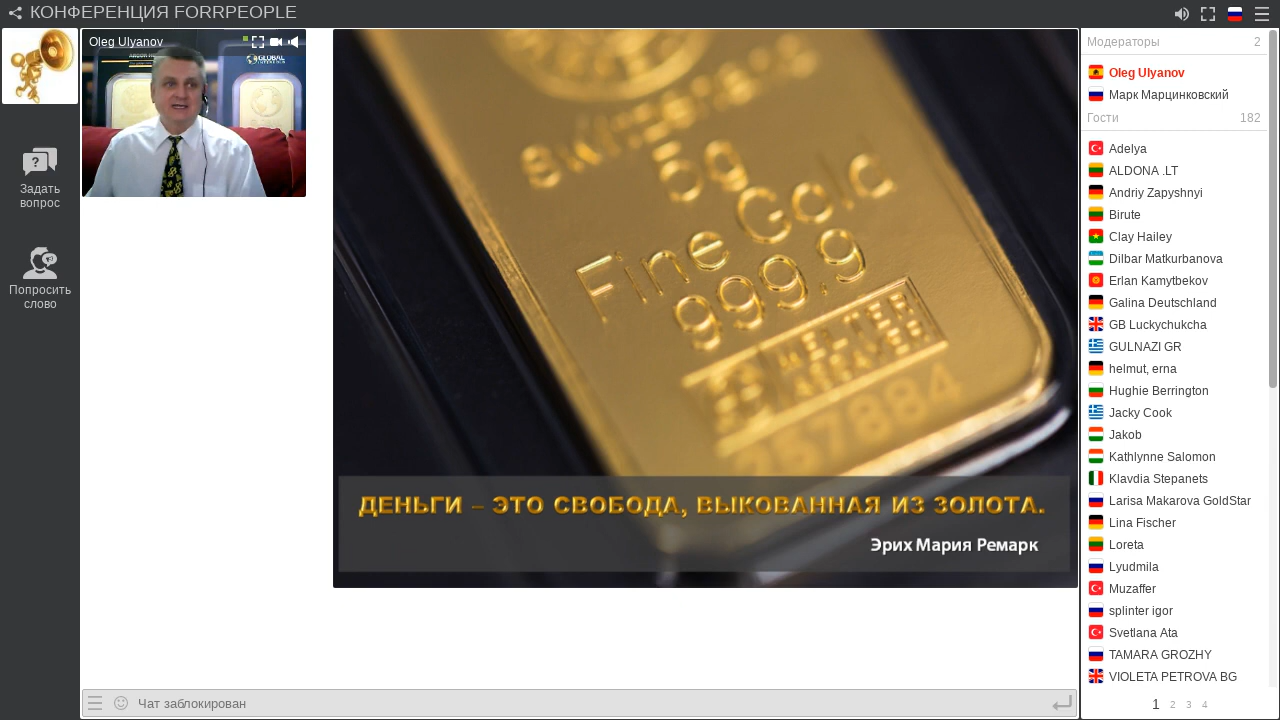 КОНФЕРЕНЦИЯ FORRPEOPLE
Oleg Ulyanov
GLOBAL
Задать
вопрос
Попросить
слово
5g
Fine Gold
999,9
ДЕНЬГИ – ЭТО СВОБОДА, ВЫКОВАННАЯ ИЗ ЗОЛОТА.
Эрих Мария Ремарк
Чат заблокирован
Модераторы 2
Oleg Ulyanov
Марк Маршаковский
Гости 182
Adelya
ALDONA .LT
Andriy Zapyshnyi
Birute
Clay Hailey
Dilbar Matkurbanova
Erlan Kamytbekov
Galina Deutschland
GB Luckychukcha
GULNAZI GR
helmut, erna
Hughie Berrington
Jacky Cook
Jakob
Kathlynne Salomon
Klavdia Stepanets
Larisa Makarova GoldStar
Lina Fischer
Loreta
Lyudmila
Muzaffer
splinter igor
Svetlana Ata
TAMARA GROZHY
VIOLETA PETROVA BG
1 2 3 4